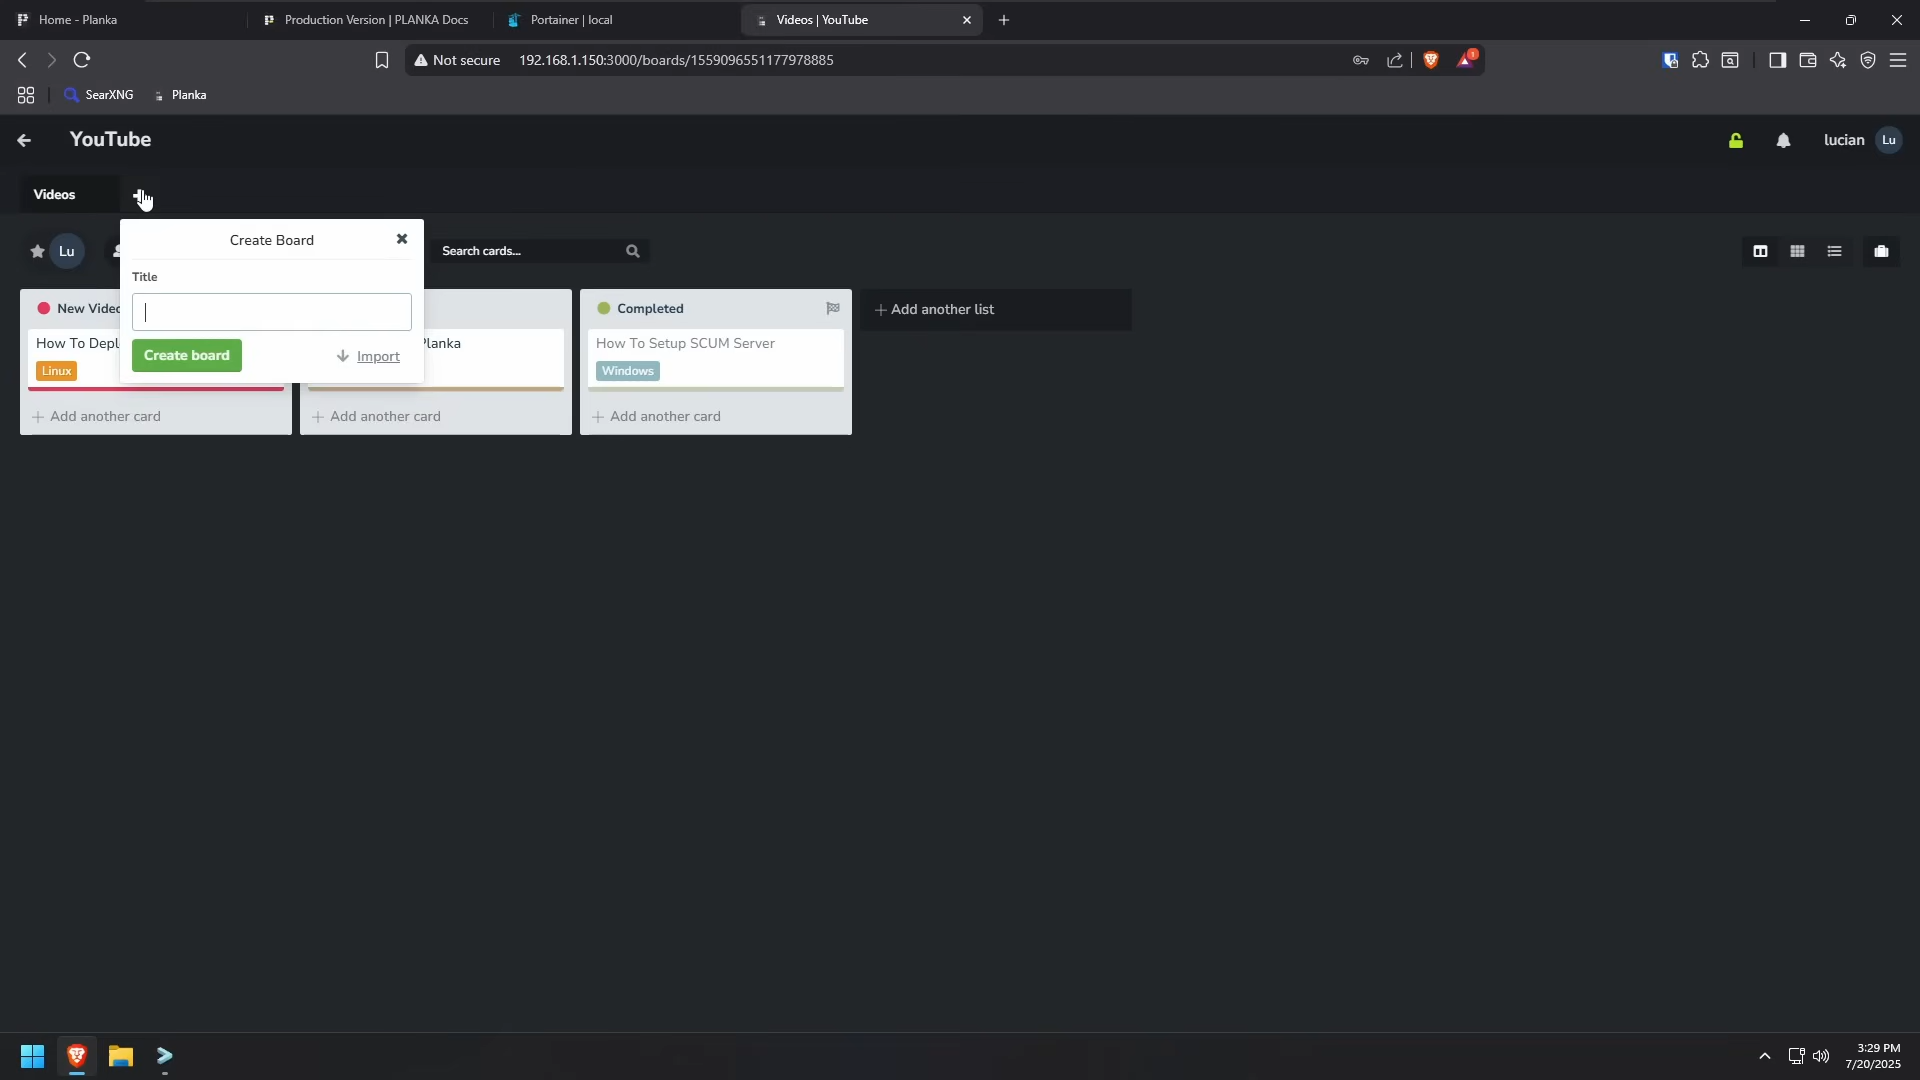 Home - Planka
Production Version | PLANKA Docs
Portainer | local
Videos | YouTube
Not secure 192.168.1.150:3000/boards/1559096551177978885
1
SearXNG
Planka
YouTube
lucian
Lu
Videos
Lu
Create Board
Title
Create board
Import
Search cards...
New Video
How To Depl
Linux
Add another card
Planka
Add another card
Completed
How To Setup SCUM Server
Windows
Add another card
Add another list
3:29 PM
7/20/2025